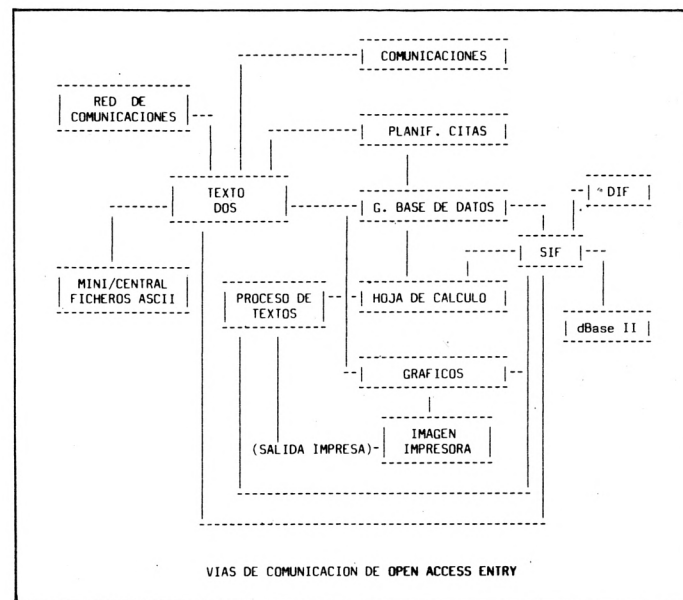 COMUNICACIONES
RED DE
COMUNICACIONES
PLANIF. CITAS
TEXTO
DOS
G. BASE DE DATOS
DIF
SIF
MINI/CENTRAL
FICHEROS ASCII
PROCESO DE
TEXTOS
HOJA DE CALCULO
dBase II
GRAFICOS
IMAGEN
IMPRESORA
(SALIDA IMPRESA)
VIAS DE COMUNICACION DE OPEN ACCESS ENTRY